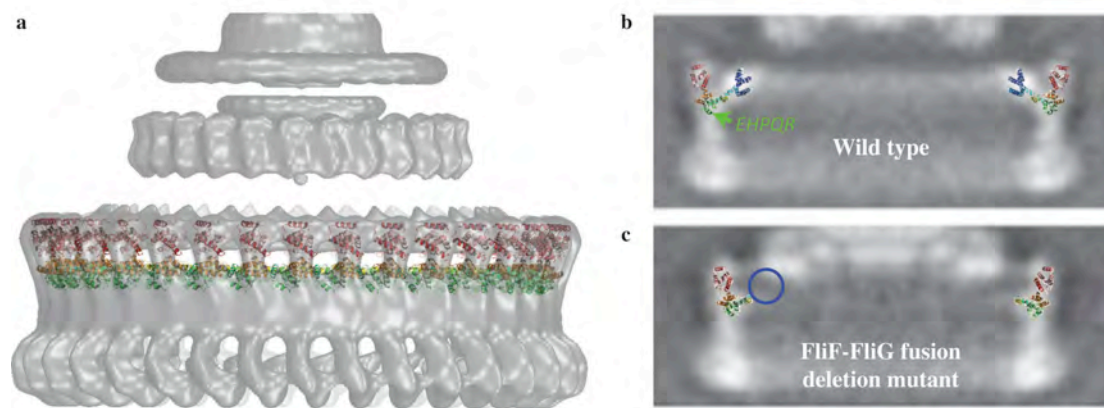 a
b
EHPQR
Wild type
c
FliF-FliG fusion
deletion mutant